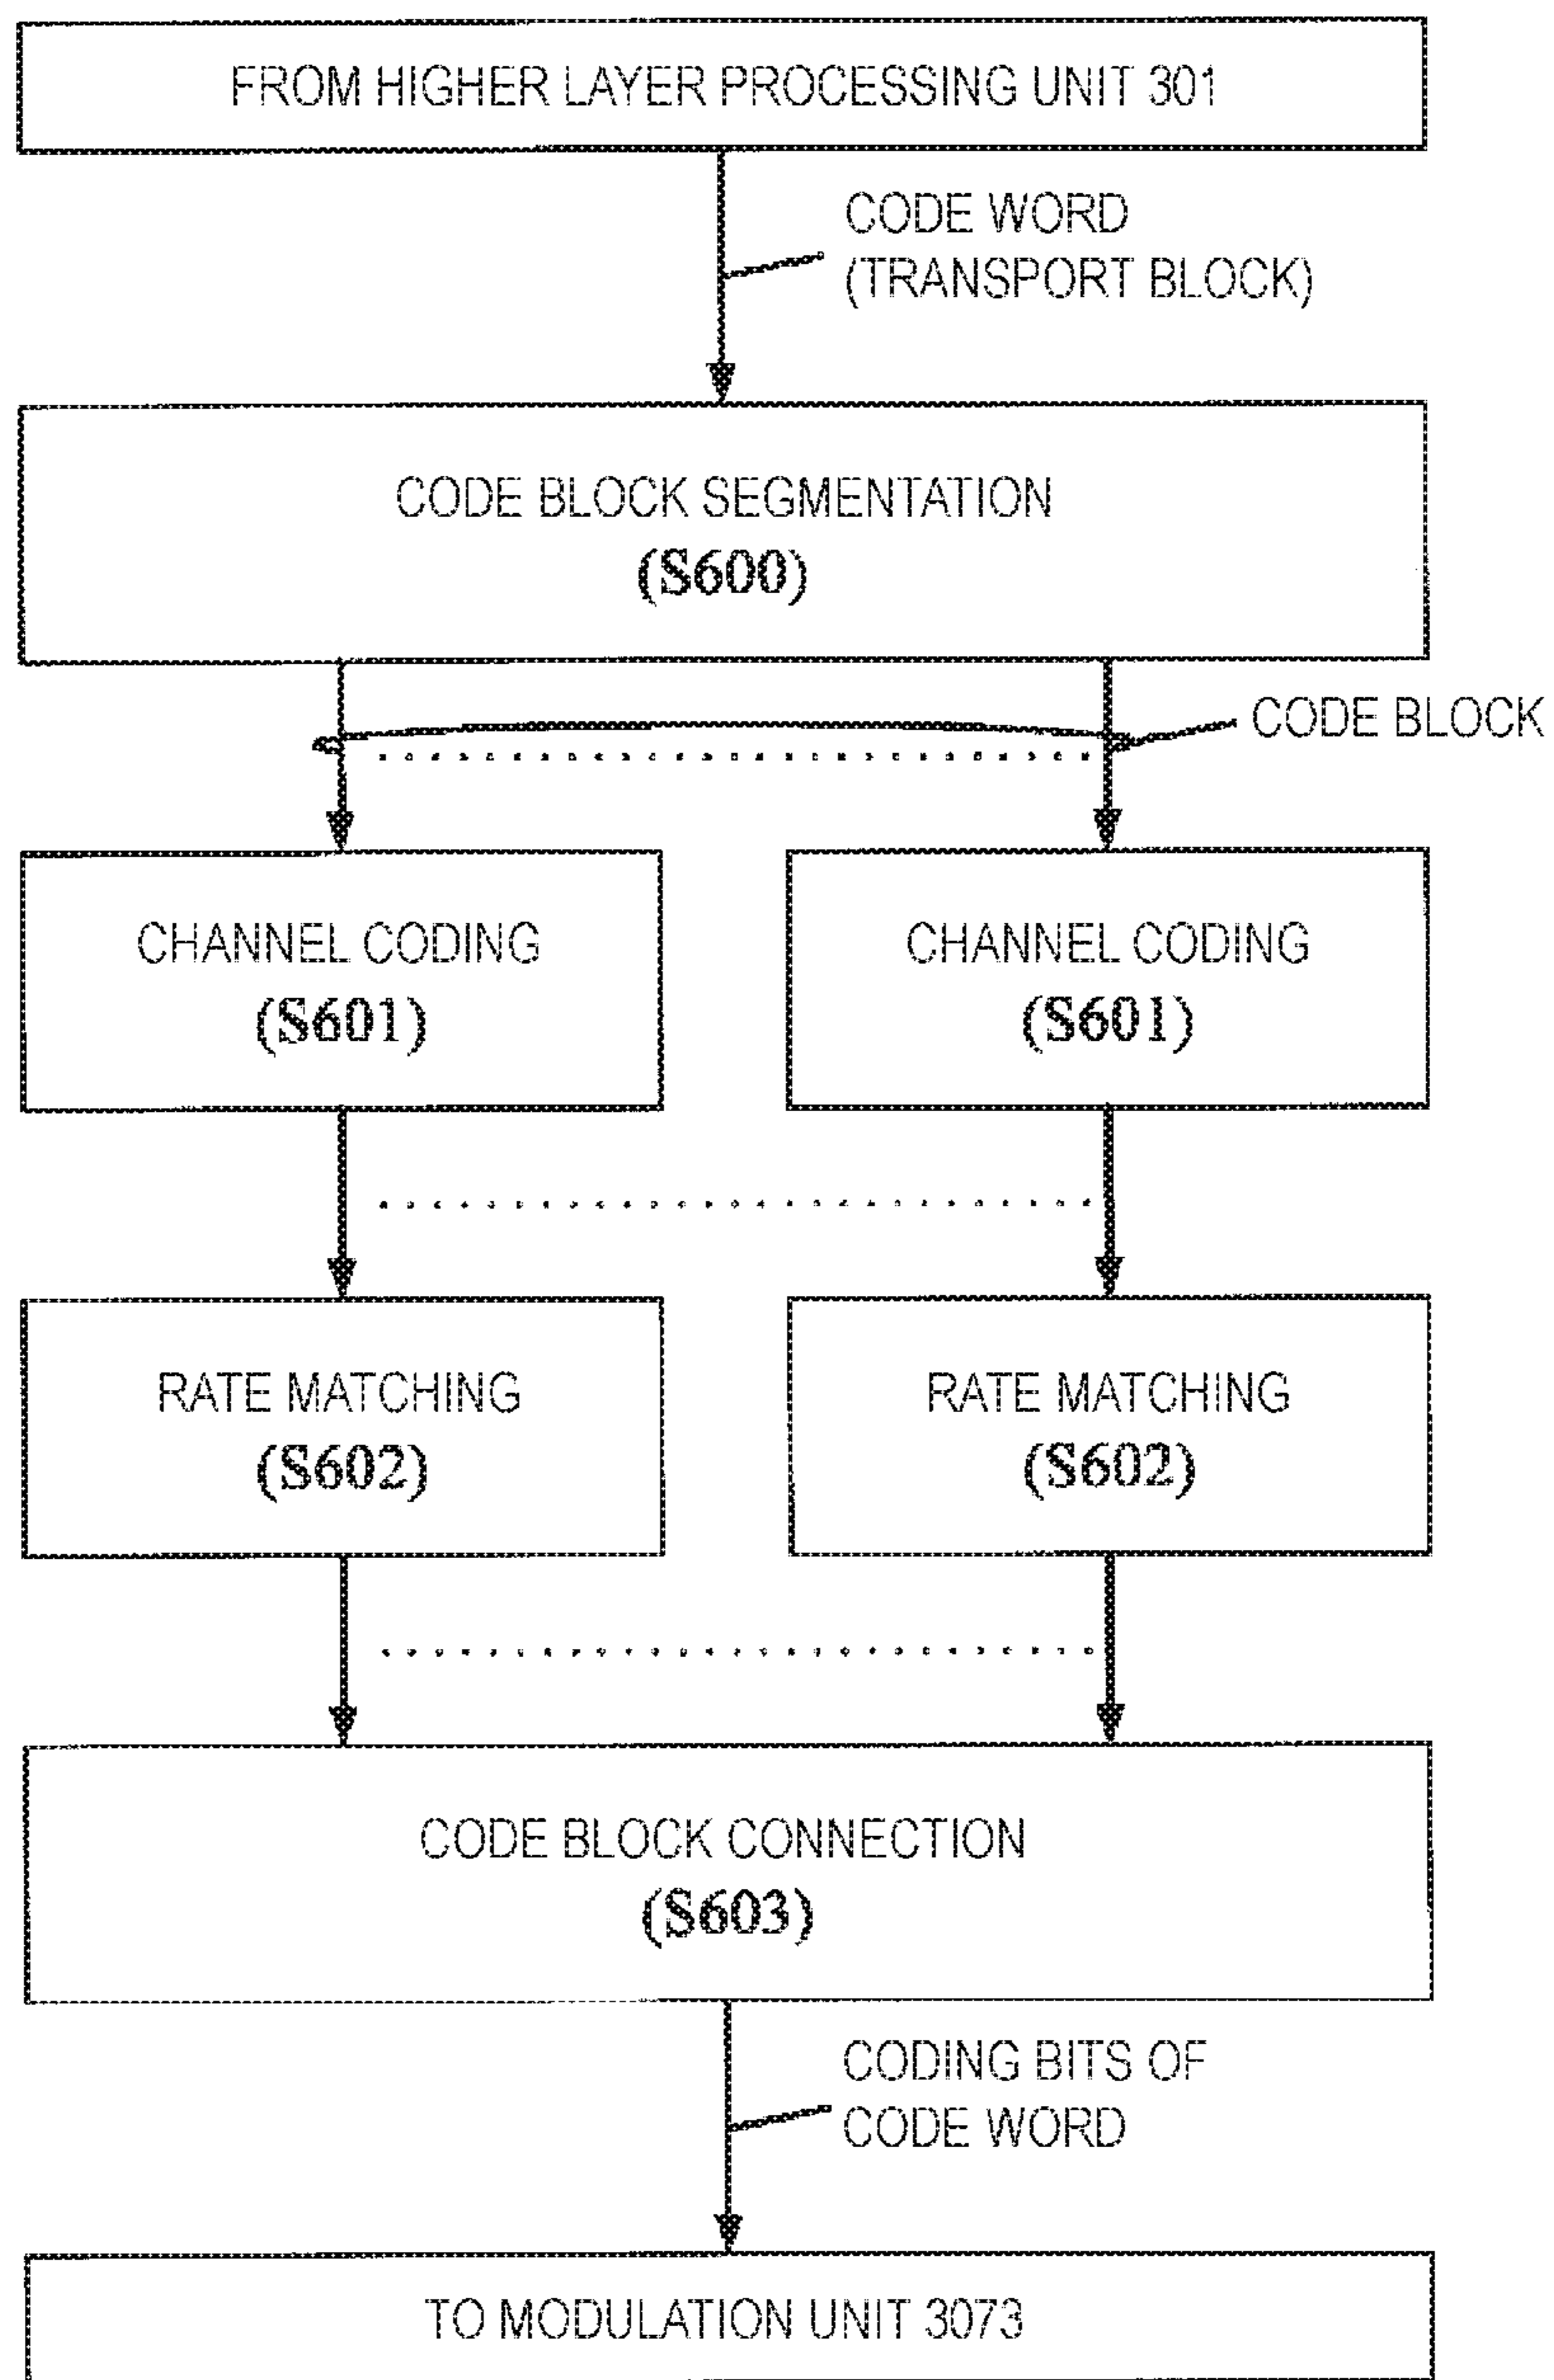 FROM HIGHER LAYER PROCESSING UNIT 301
CODE WORD
(TRANSPORT BLOCK)
CODE BLOCK SEGMENTATION
(S600)
CODE BLOCK
CHANNEL CODING
(S601)
CHANNEL CODING
(S601)
RATE MATCHING
(S602)
RATE MATCHING
(S602)
CODE BLOCK CONNECTION
(S603)
CODING BITS OF
CODE WORD
TO MODULATION UNIT 3073